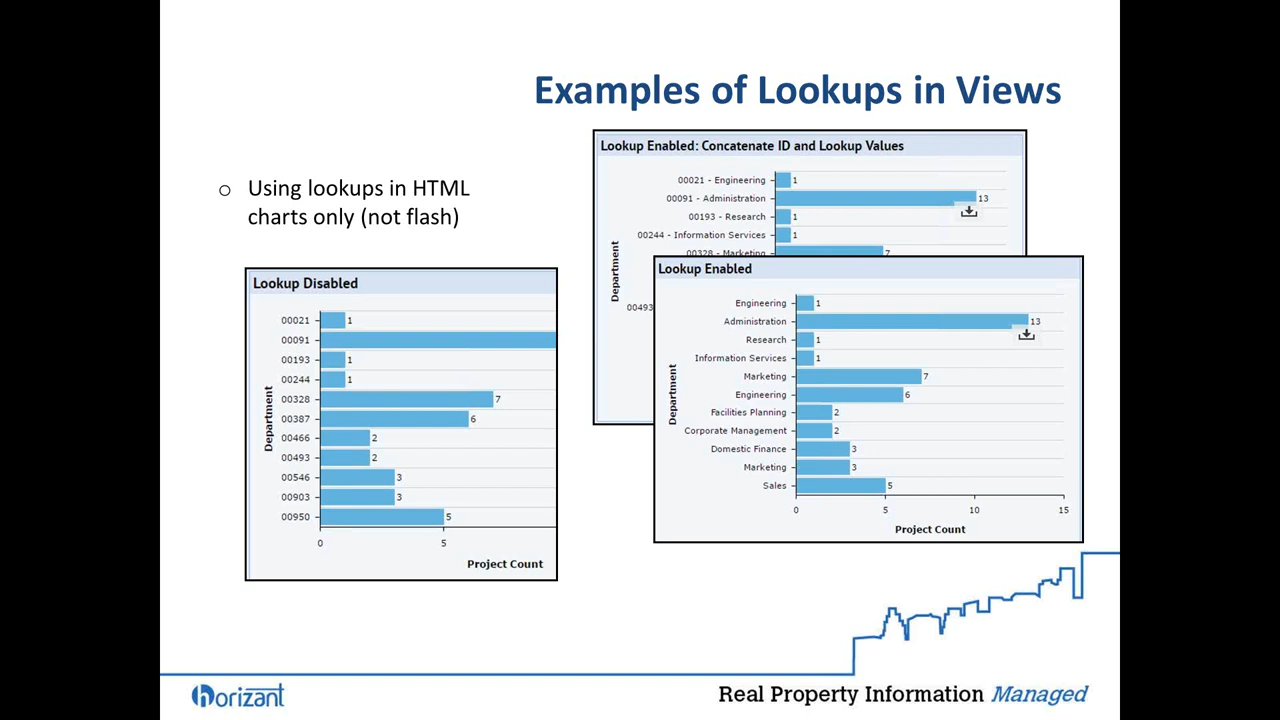 Examples of Lookups in Views
○ Using lookups in HTML
charts only (not flash)
Lookup Enabled: Concatenate ID and Lookup Values
00021 - Engineering 1
00091 - Administration 13
00193 - Research 1
00244 - Information Services 1
00328 - Marketing 7
00493
Department
Lookup Disabled
00021 1
00091
00193 1
00244 1
00328 7
00387 6
00466 2
00493 2
00546 3
00903 3
00950 5
Department
0 5
Project Count
Lookup Enabled
Engineering 1
Administration 13
Research 1
Information Services 1
Marketing 7
Engineering 6
Facilities Planning 2
Corporate Management 2
Domestic Finance 3
Marketing 3
Sales 5
Department
0 5 10 15
Project Count
horizant
Real Property Information Managed